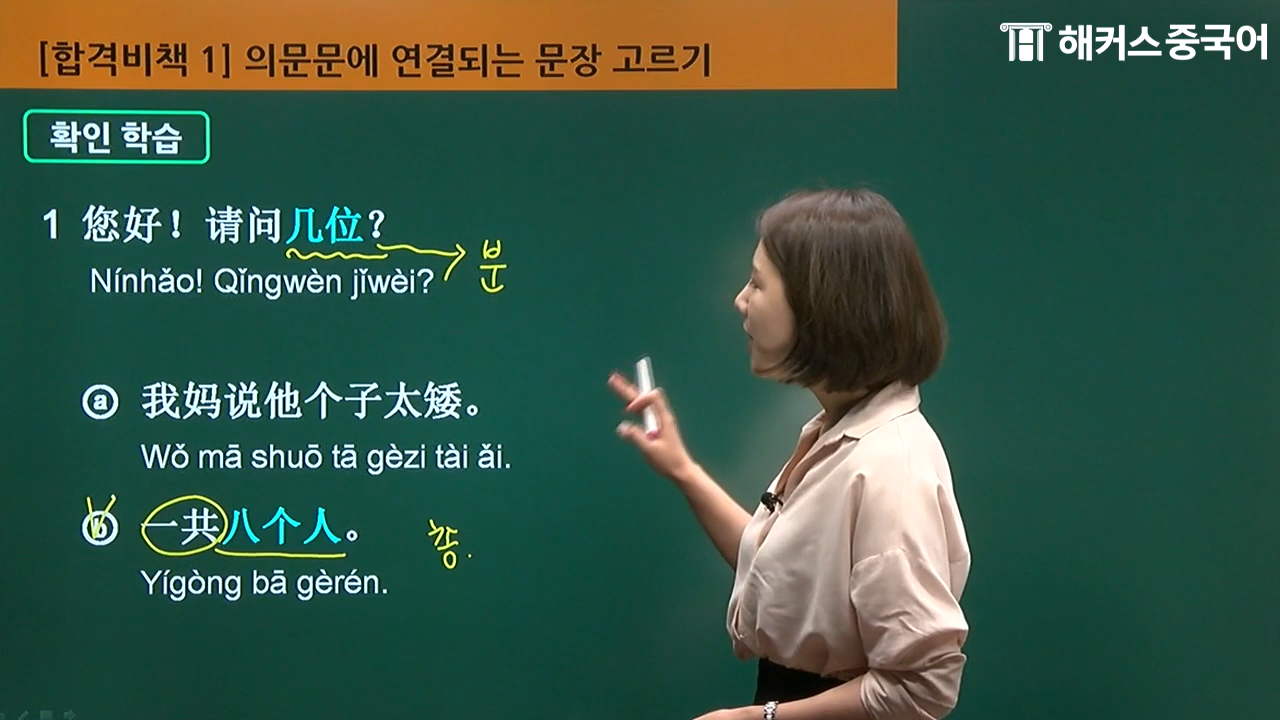 [합격비책 1] 의문문에 연결되는 문장 고르기
해커스중국어
확인 학습
1 您好！请问几位？
분
Nínhǎo! Qǐngwèn jǐwèi?
ⓐ 我妈说他个子太矮。
Wǒ mā shuō tā gèzi tài ǎi.
ⓑ 一共八个人。
총.
Yígòng bā gèrén.